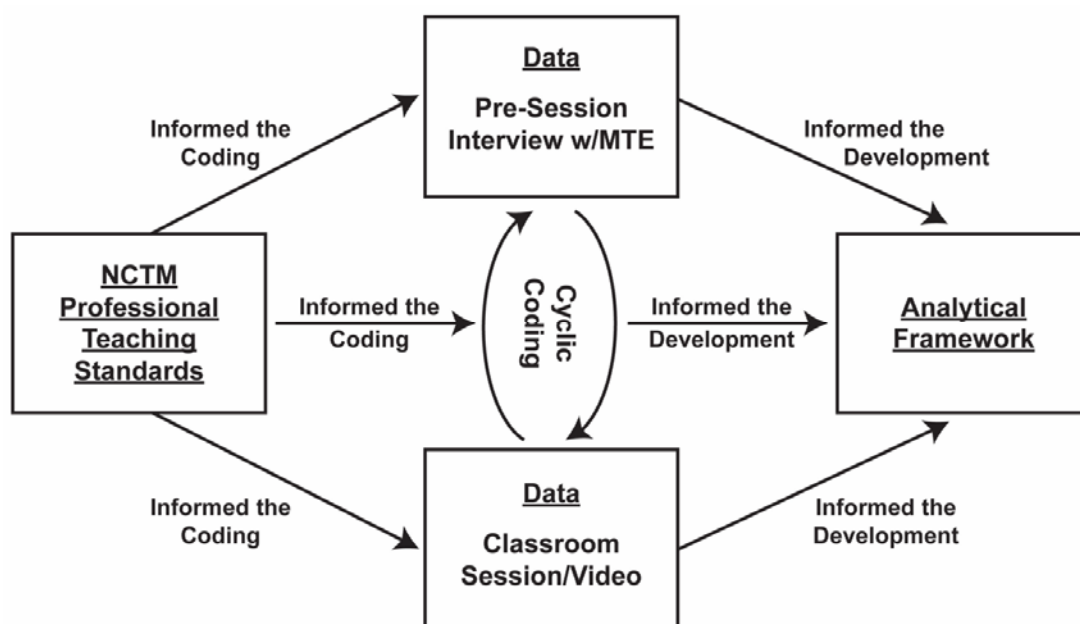 Data
Pre-Session
Interview w/MTE
Informed the
Coding
Informed the
Development
NCTM
Professional
Teaching
Standards
Informed the
Coding
Cyclic
Coding
Informed the
Development
Analytical
Framework
Informed the
Coding
Data
Classroom
Session/Video
Informed the
Development